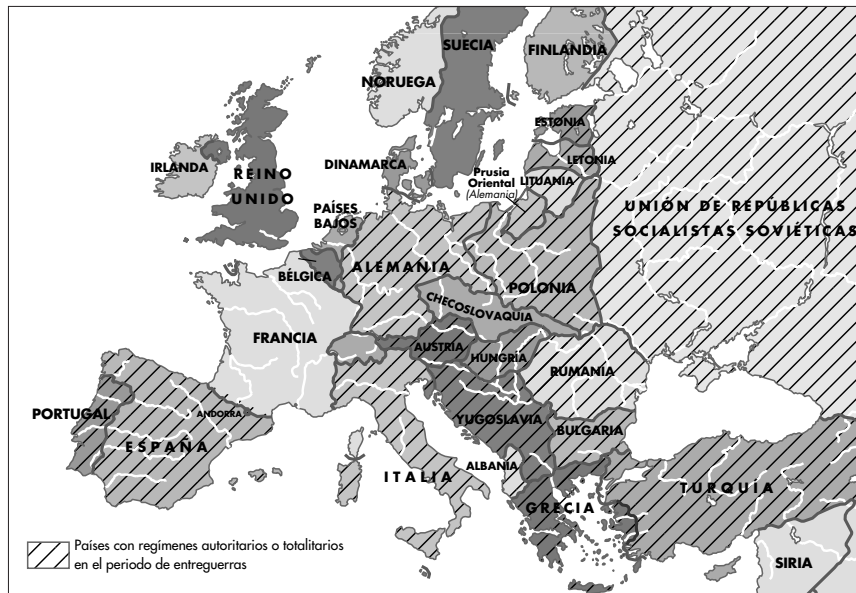 SUECIA
FINLANDIA
NORUEGA
ESTONIA
IRLANDA
REINO
UNIDO
DINAMARCA
LETONIA
Prusia
Oriental
(Alemania)
LITUANIA
PAÍSES
BAJOS
UNIÓN DE REPÚBLICAS
SOCIALISTAS SOVIÉTICAS
ALEMANIA
BÉLGICA
POLONIA
CHECOSLOVAQUIA
FRANCIA
AUSTRIA
HUNGRÍA
RUMANÍA
PORTUGAL
ANDORRA
ESPAÑA
YUGOSLAVIA
BULGARIA
ITALIA
ALBANIA
GRECIA
TURQUÍA
SIRIA
Países con regímenes autoritarios o totalitarios
en el periodo de entreguerras